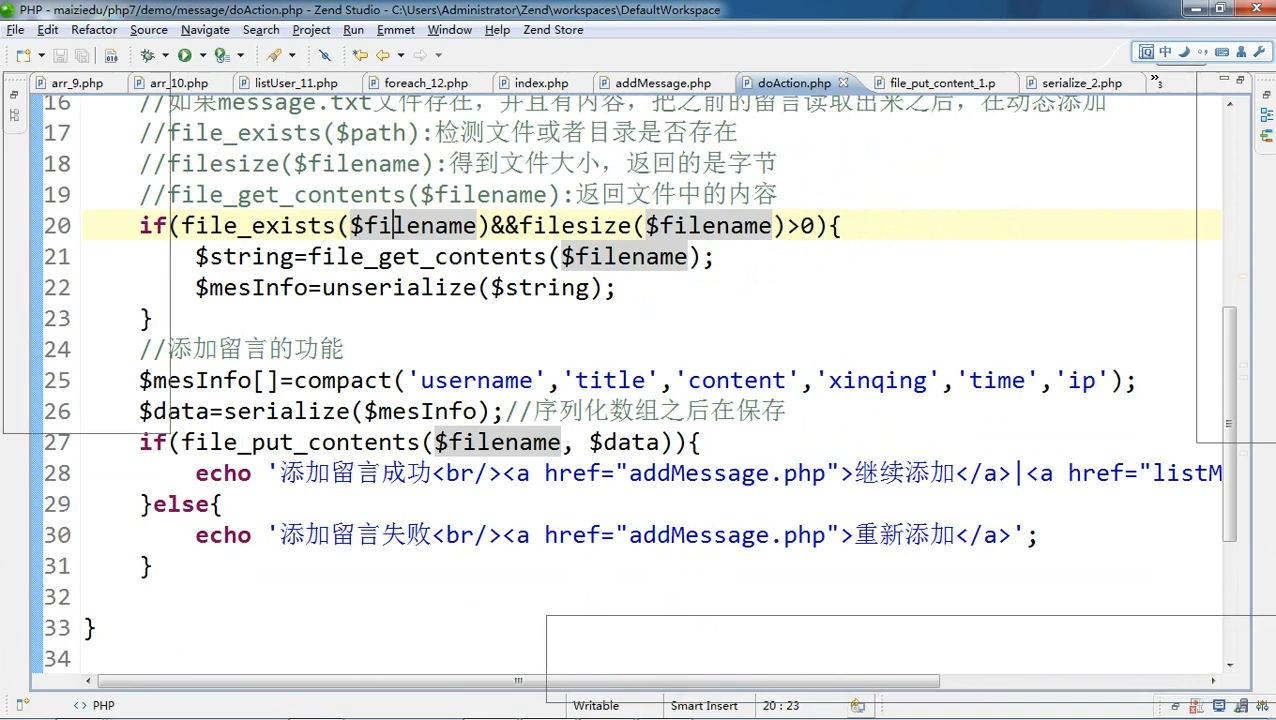 PHP - maiziedu/php7/demo/message/doAction.php - Zend Studio - C:\Users\Administrator\Zend\workspaces\DefaultWorkspace
File Edit Refactor Source Navigate Search Project Run Emmet Window Help Zend Store
中
arr_9.php arr_10.php listUser_11.php foreach_12.php index.php addMessage.php doAction.php file_put_content_1.p serialize_2.php »3
16 //如果message.txt文件存在，并且有内容，把之前的留言读取出来之后，在动态添加
17 //file_exists($path):检测文件或者目录是否存在
18 //filesize($filename):得到文件大小，返回的是字节
19 //file_get_contents($filename):返回文件中的内容
20 if(file_exists($filename)&&filesize($filename)>0){
21 $string=file_get_contents($filename);
22 $mesInfo=unserialize($string);
23 }
24 //添加留言的功能
25 $mesInfo[]=compact('username','title','content','xinqing','time','ip');
26 $data=serialize($mesInfo);//序列化数组之后在保存
27 if(file_put_contents($filename, $data)){
28 echo '添加留言成功<br/><a href="addMessage.php">继续添加</a>|<a href="listM
29 }else{
30 echo '添加留言失败<br/><a href="addMessage.php">重新添加</a>';
31 }
32
33 }
34
<> PHP Writable Smart Insert 20 : 23